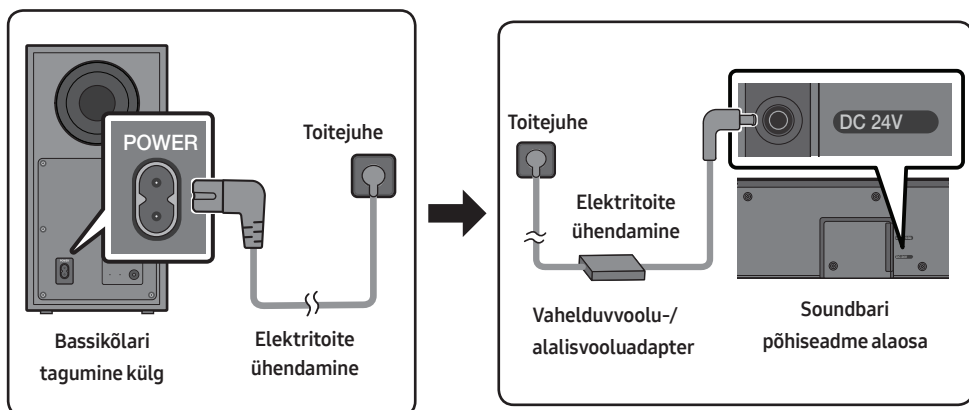 POWER
Toitejuhe
Bassikõlari
tagumine külg
Elektritoite
ühendamine
Toitejuhe
DC 24V
Elektritoite
ühendamine
Vahelduvvoolu-/
alalisvooluadapter
Soundbari
põhiseadme alaosa